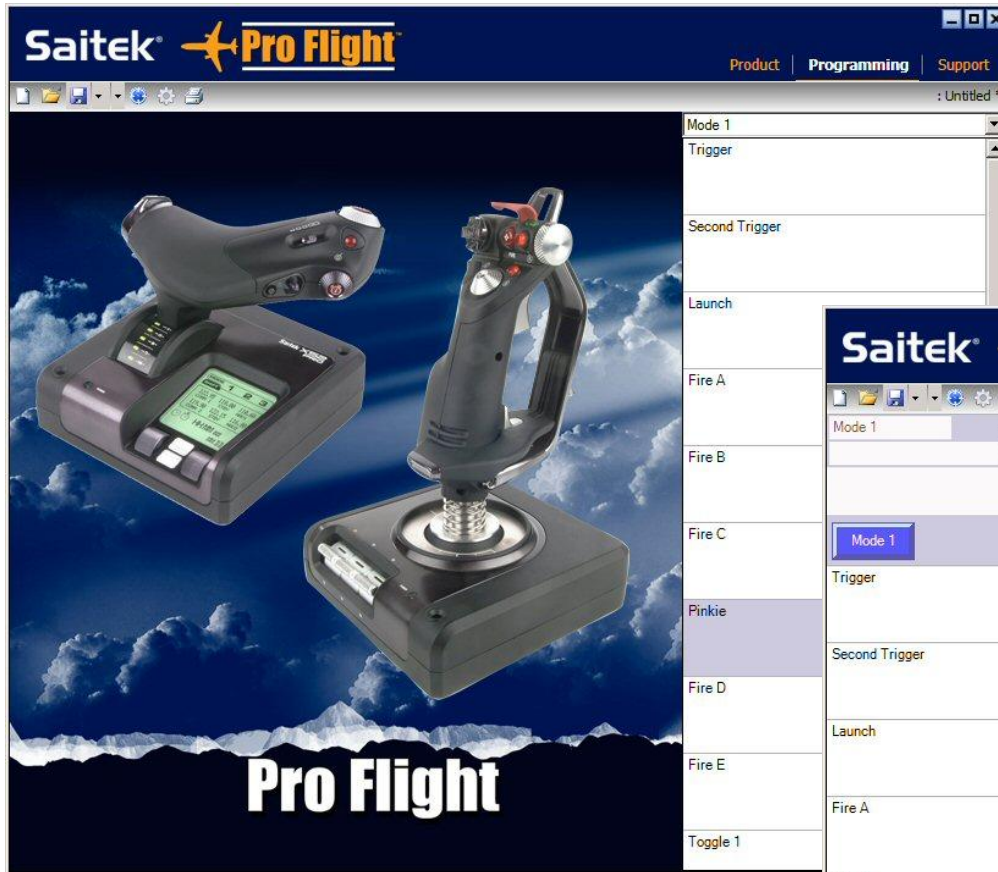 Saitek Pro Flight™
Product | Programming | Support
: Untitled *
Mode 1
Trigger
Second Trigger
Launch
Fire A
Fire B
Fire C
Pinkie
Fire D
Fire E
Toggle 1
Pro Flight
Saitek
Mode 1
Mode 1
Trigger
Second Trigger
Launch
Fire A